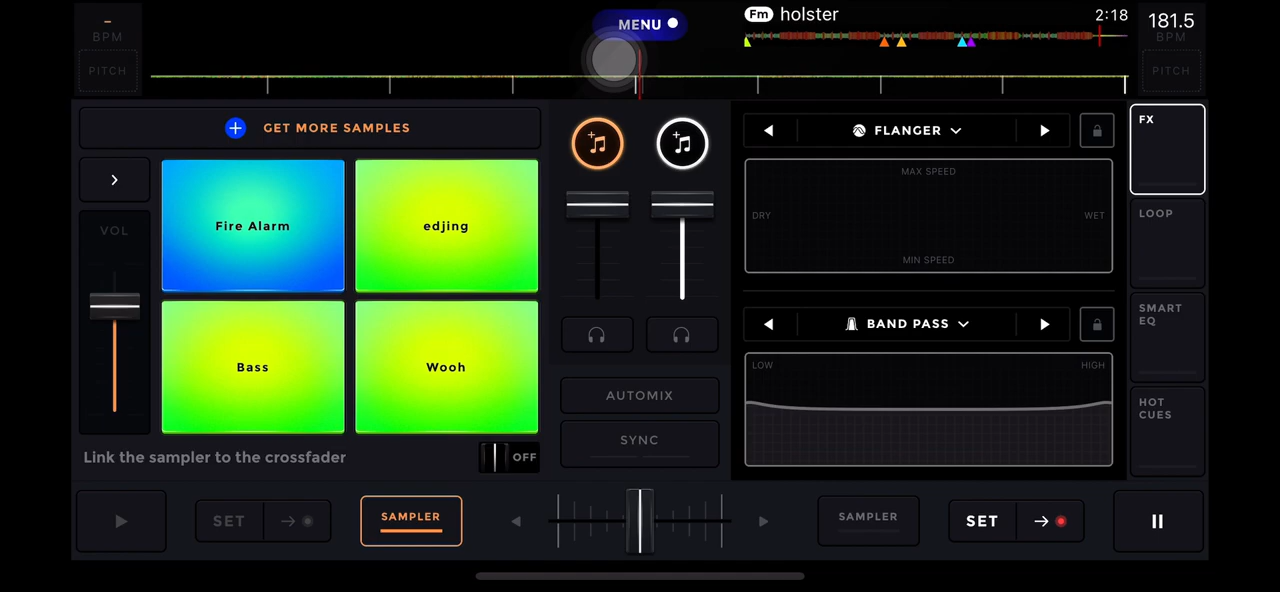 –
BPM
PITCH
MENU
Fm holster
2:18
181.5
BPM
PITCH
+ GET MORE SAMPLES
VOL
Fire Alarm
edjing
Bass
Wooh
Link the sampler to the crossfader
OFF
AUTOMIX
SYNC
FLANGER
MAX SPEED
DRY
WET
MIN SPEED
BAND PASS
LOW
HIGH
FX
LOOP
SMART
EQ
HOT
CUES
SET
SAMPLER
SAMPLER
SET